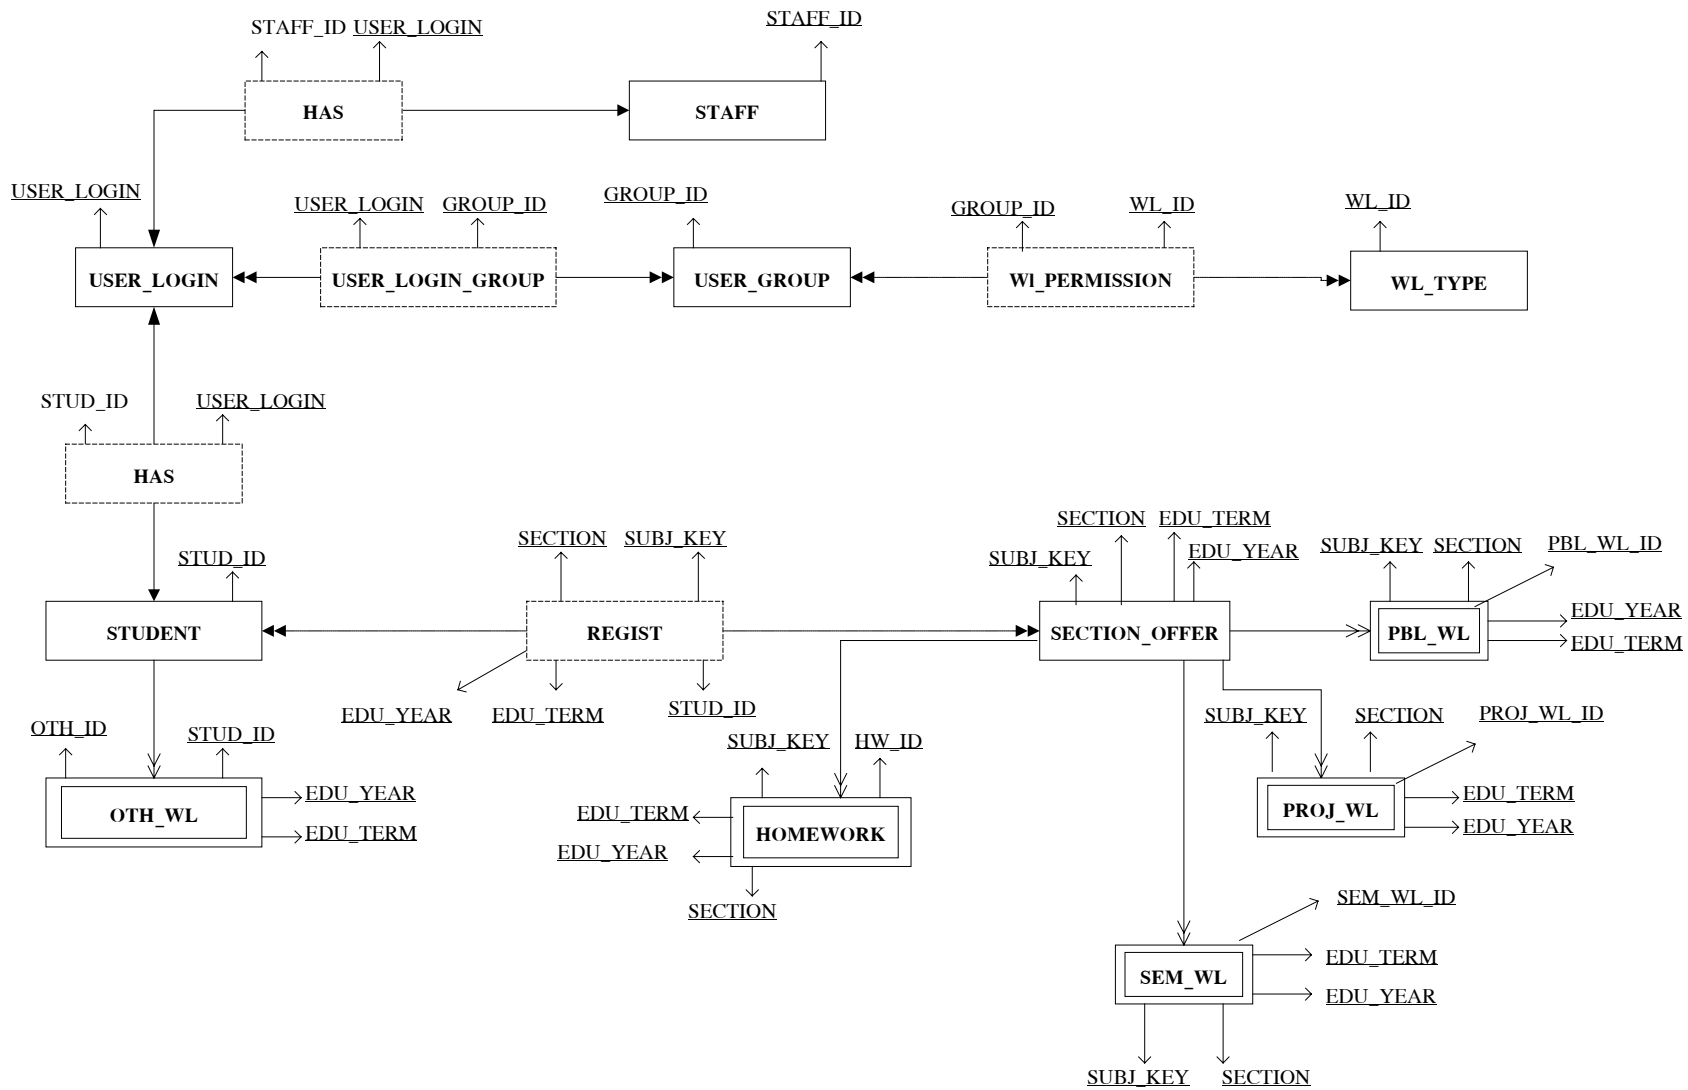 STAFF_ID USER_LOGIN
STAFF_ID
HAS
STAFF
USER_LOGIN
USER_LOGIN GROUP_ID
GROUP_ID
GROUP_ID
WL_ID
WL_ID
USER_LOGIN
USER_LOGIN_GROUP
USER_GROUP
Wl_PERMISSION
WL_TYPE
STUD_ID
USER_LOGIN
HAS
STUD_ID
SECTION
SUBJ_KEY
SUBJ_KEY
SECTION
EDU_TERM
EDU_YEAR
SUBJ_KEY
SECTION
PBL_WL_ID
STUDENT
REGIST
SECTION_OFFER
PBL_WL
EDU_YEAR
EDU_TERM
EDU_YEAR
EDU_TERM
STUD_ID
OTH_ID
STUD_ID
SUBJ_KEY
HW_ID
SUBJ_KEY
SECTION
PROJ_WL_ID
OTH_WL
EDU_YEAR
EDU_TERM
EDU_TERM
EDU_YEAR
HOMEWORK
SECTION
PROJ_WL
EDU_TERM
EDU_YEAR
SEM_WL_ID
SEM_WL
EDU_TERM
EDU_YEAR
SUBJ_KEY
SECTION